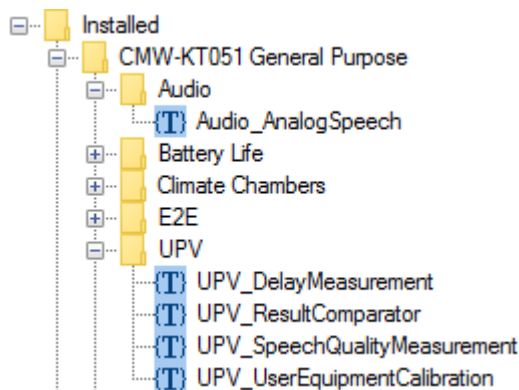 Installed
CMW-KT051 General Purpose
Audio
{T} Audio_AnalogSpeech
Battery Life
Climate Chambers
E2E
UPV
{T} UPV_DelayMeasurement
{T} UPV_ResultComparator
{T} UPV_SpeechQualityMeasurement
{T} UPV_UserEquipmentCalibration